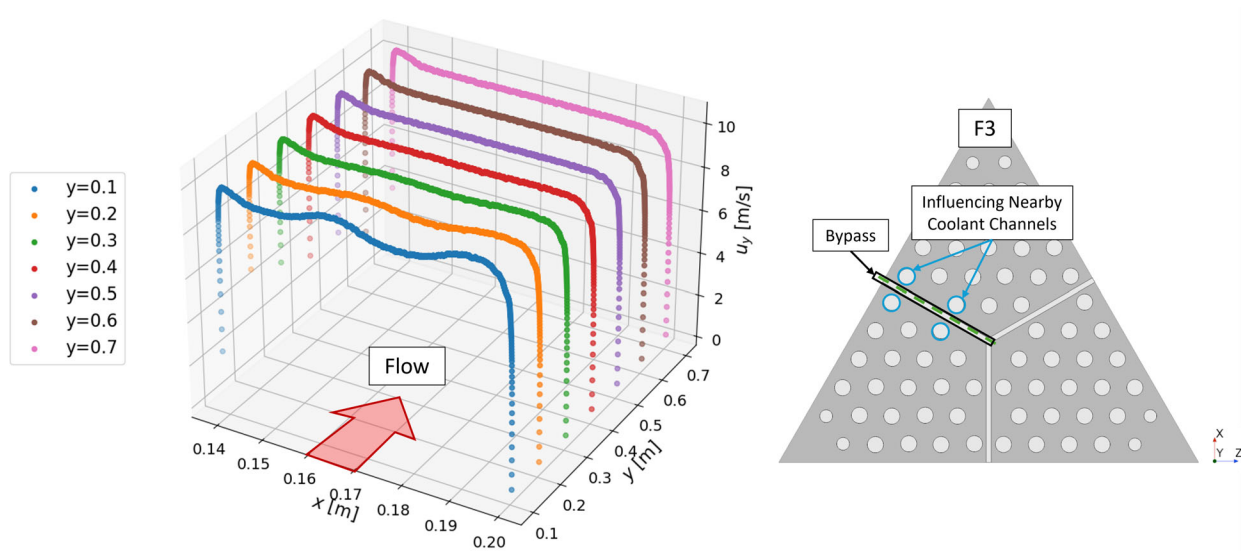 y=0.1
y=0.2
y=0.3
y=0.4
y=0.5
y=0.6
y=0.7
10
8
6
4
2
0
u_y [m/s]
0.7
0.6
0.5
0.4
0.3
0.2
0.1
y [m]
0.14
0.15
0.16
0.17
0.18
0.19
0.20
x [m]
Flow
F3
Influencing Nearby
Coolant Channels
Bypass
X
Y
Z